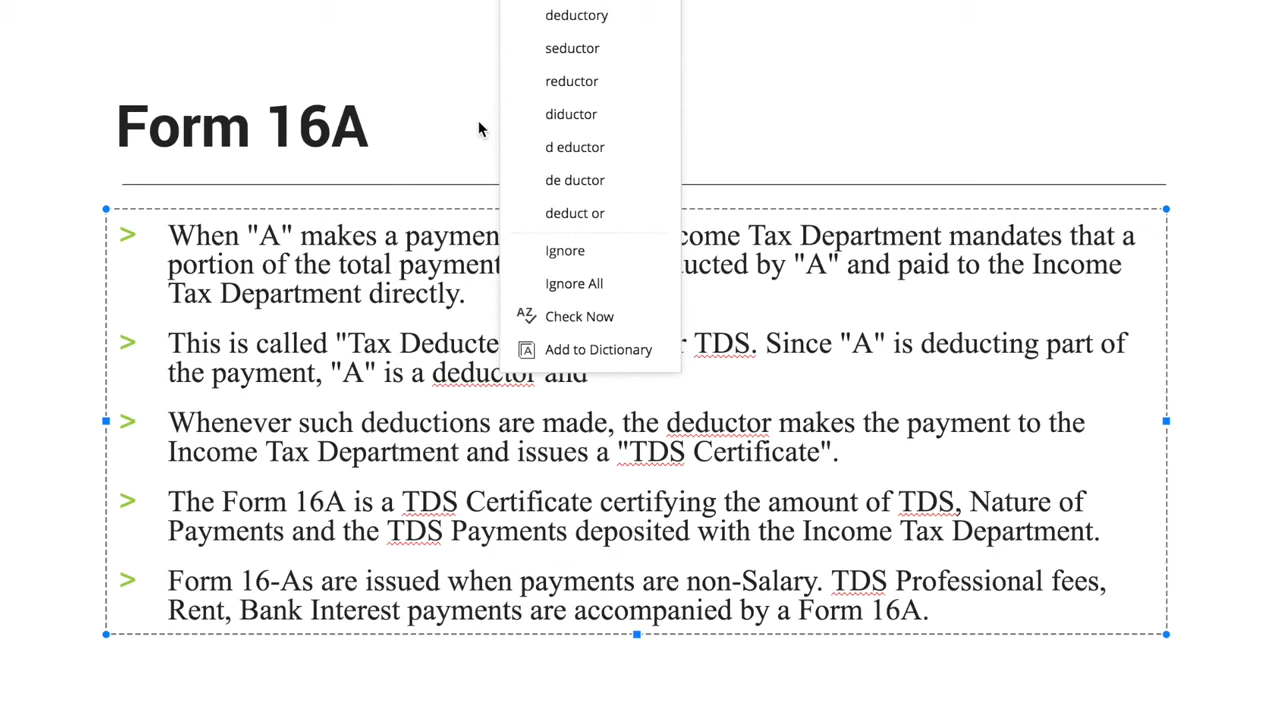 deductory
seductor
reductor
diductor
d eductor
de ductor
deduct or
Ignore
Ignore All
Check Now
Add to Dictionary
Form 16A
> When "A" makes a paymen come Tax Department mandates that a
portion of the total payment ucted by "A" and paid to the Income
Tax Department directly.
> This is called "Tax Deducte r TDS. Since "A" is deducting part of
the payment, "A" is a deductor and
> Whenever such deductions are made, the deductor makes the payment to the
Income Tax Department and issues a "TDS Certificate".
> The Form 16A is a TDS Certificate certifying the amount of TDS, Nature of
Payments and the TDS Payments deposited with the Income Tax Department.
> Form 16-As are issued when payments are non-Salary. TDS Professional fees,
Rent, Bank Interest payments are accompanied by a Form 16A.